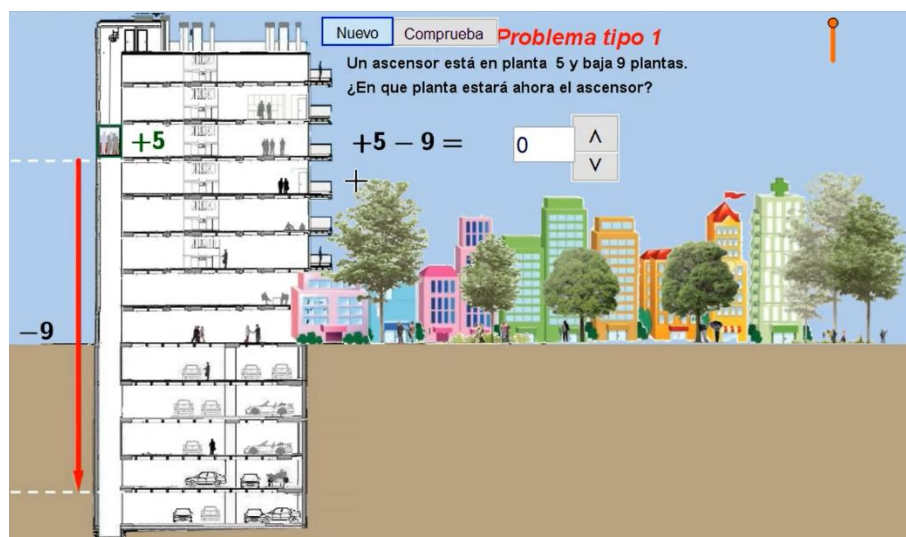 Nuevo Comprueba Problema tipo 1
Un ascensor está en planta 5 y baja 9 plantas.
¿En que planta estará ahora el ascensor?
+5
+5 − 9 = 0
−9